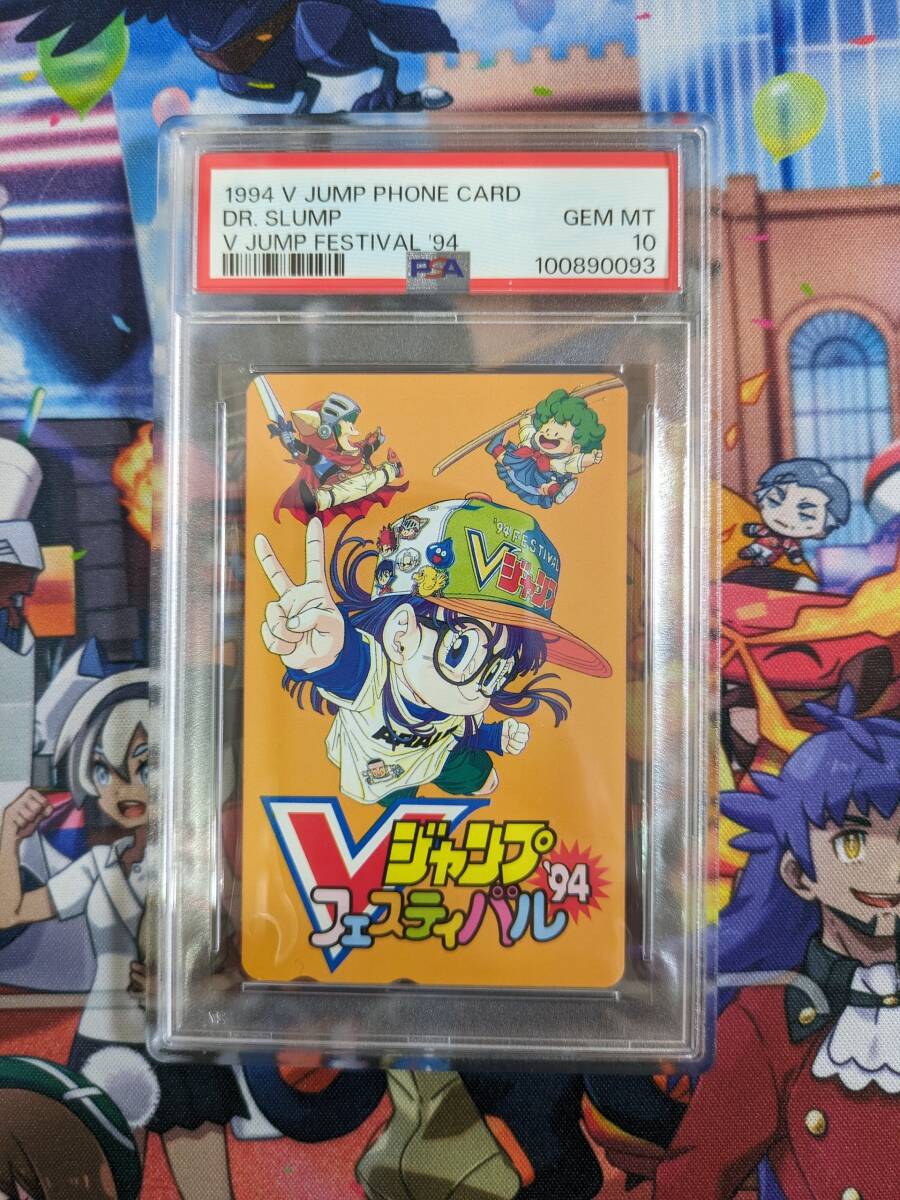 1994 V JUMP PHONE CARD
DR. SLUMP GEM MT
V JUMP FESTIVAL '94 10
PSA 100890093
'94 FESTIVAL
Vジャンプ
Vジャンプ
フェスティバル '94